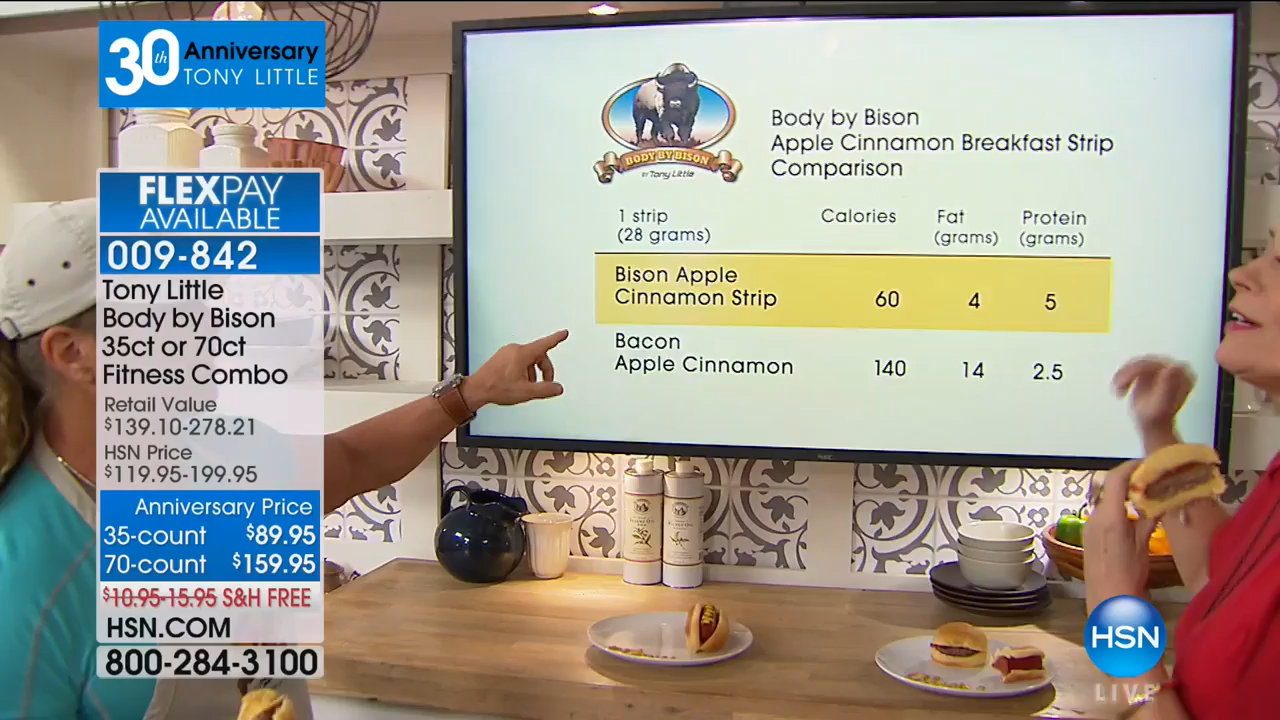 30th Anniversary
TONY LITTLE
FLEXPAY
AVAILABLE
009-842
Tony Little
Body by Bison
35ct or 70ct
Fitness Combo
Retail Value
$139.10-278.21
HSN Price
$119.95-199.95
Anniversary Price
35-count $89.95
70-count $159.95
$10.95-15.95 S&H FREE
HSN.COM
800-284-3100
BODY BY BISON
BY Tony Little
Body by Bison
Apple Cinnamon Breakfast Strip
Comparison
1 strip Calories Fat Protein
(28 grams) (grams) (grams)
Bison Apple
Cinnamon Strip 60 4 5
Bacon
Apple Cinnamon 140 14 2.5
HSN
LIVE